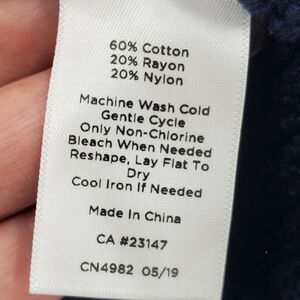 60% Cotton
20% Rayon
20% Nylon
Machine Wash Cold
Gentle Cycle
Only Non-Chlorine
Bleach When Needed
Reshape, Lay Flat To
Dry
Cool Iron If Needed
Made In China
CA #23147
CN4982 05/19